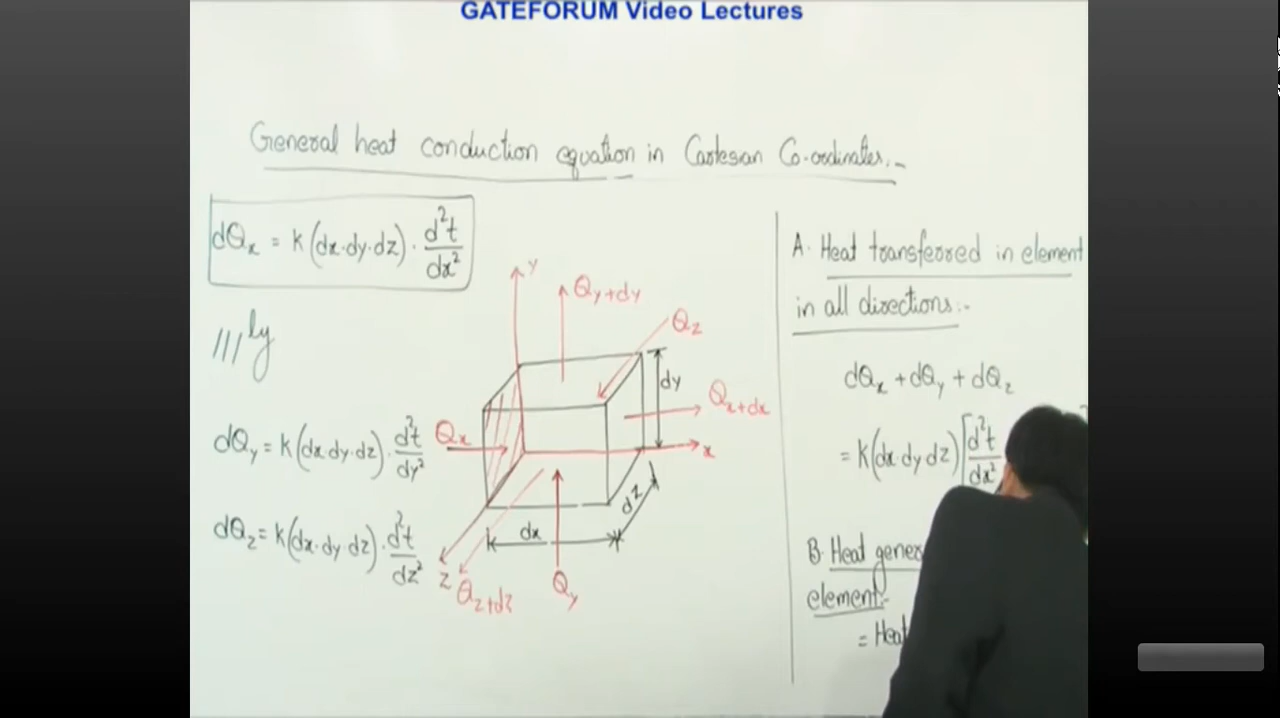 GATEFORUM Video Lectures
General heat conduction equation in Cartesian Co-ordinates:-
dQx = k(dx·dy·dz) · d²t/dx²
///ly
dQy = k(dx·dy·dz) · d²t/dy²
dQz = k(dx·dy·dz) · d²t/dz²
y
Qy+dy
Qz
dy
Qx+dx
Qx
x
dz
dx
z
Qz+dz
Qy
A. Heat transferred in element
in all directions:-
dQx + dQy + dQz
= k(dx·dy·dz) [d²t/dx²
B. Heat gener
element:-
= Heat